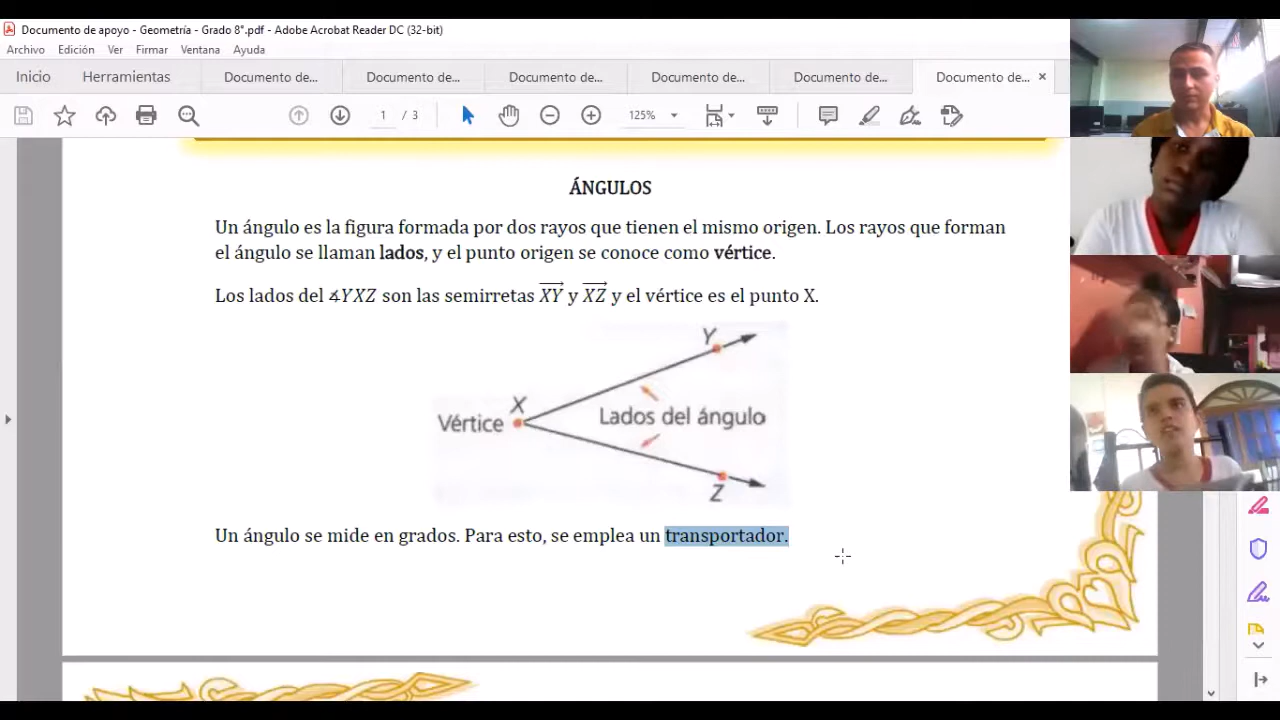 Documento de apoyo - Geometría - Grado 8°.pdf - Adobe Acrobat Reader DC (32-bit)
Archivo Edición Ver Firmar Ventana Ayuda
Inicio Herramientas Documento de... Documento de... Documento de... Documento de... Documento de... Documento de... ×
1 / 3 125%
ÁNGULOS
Un ángulo es la figura formada por dos rayos que tienen el mismo origen. Los rayos que forman
el ángulo se llaman lados, y el punto origen se conoce como vértice.
Los lados del ∡YXZ son las semirretas XY y XZ y el vértice es el punto X.
Y
X
Vértice
Lados del ángulo
Z
Un ángulo se mide en grados. Para esto, se emplea un transportador.